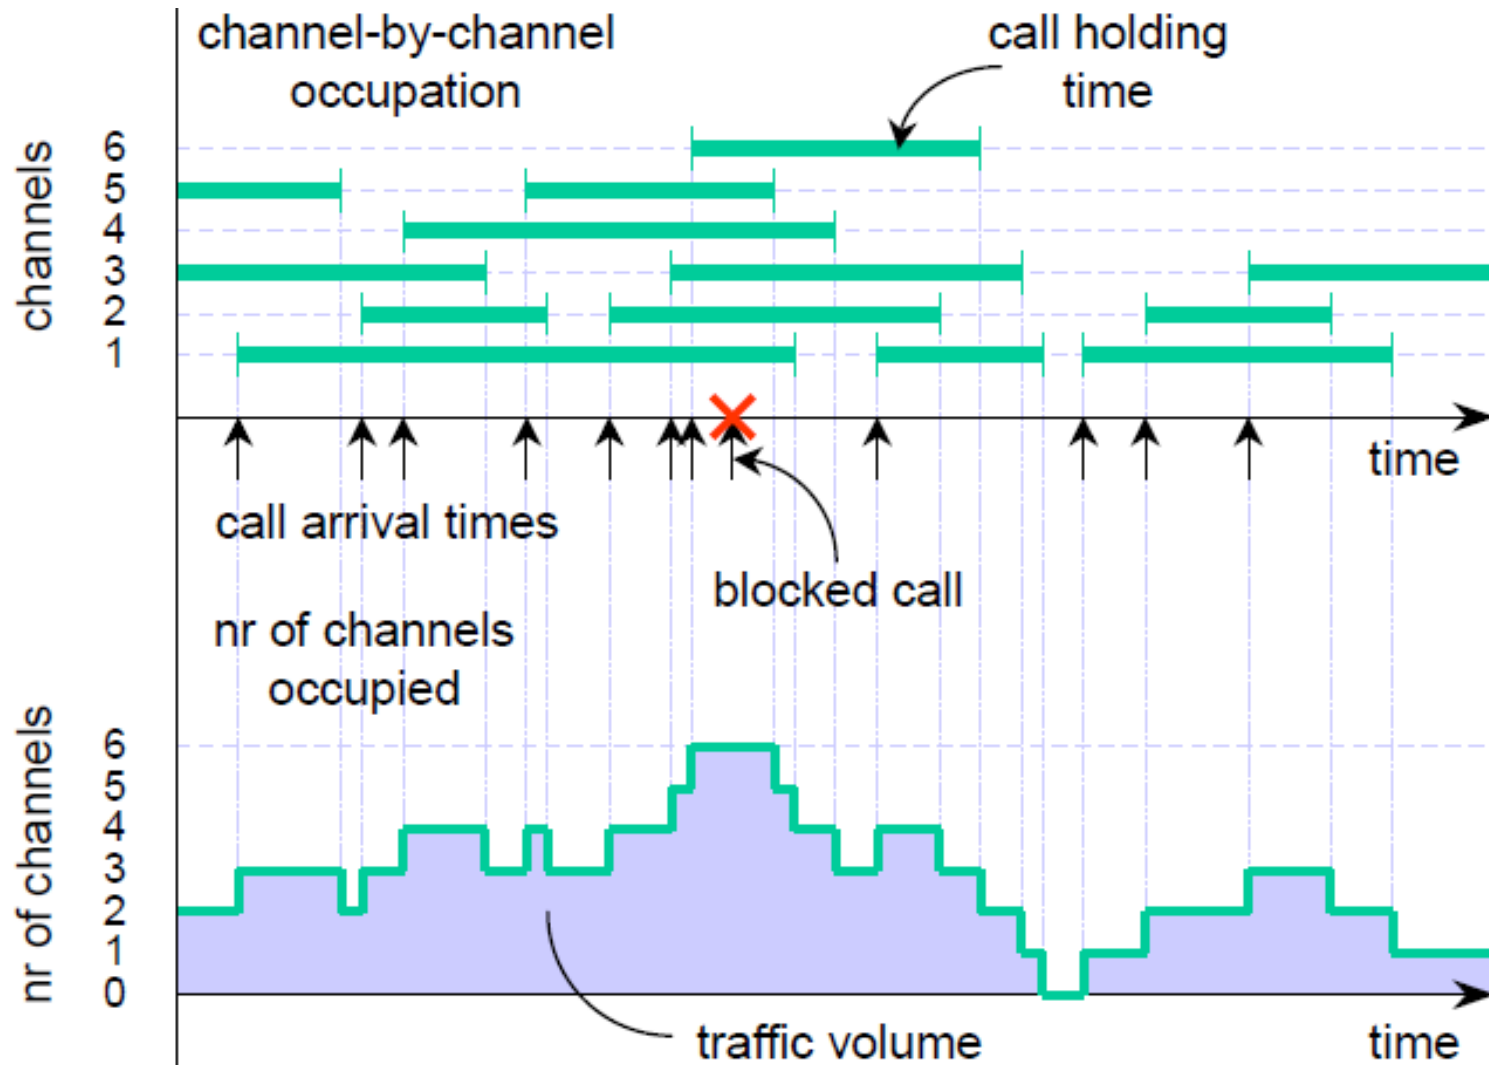 channel-by-channel
occupation
call holding
time
channels
6
5
4
3
2
1
time
call arrival times
blocked call
nr of channels
occupied
nr of channels
6
5
4
3
2
1
0
traffic volume
time